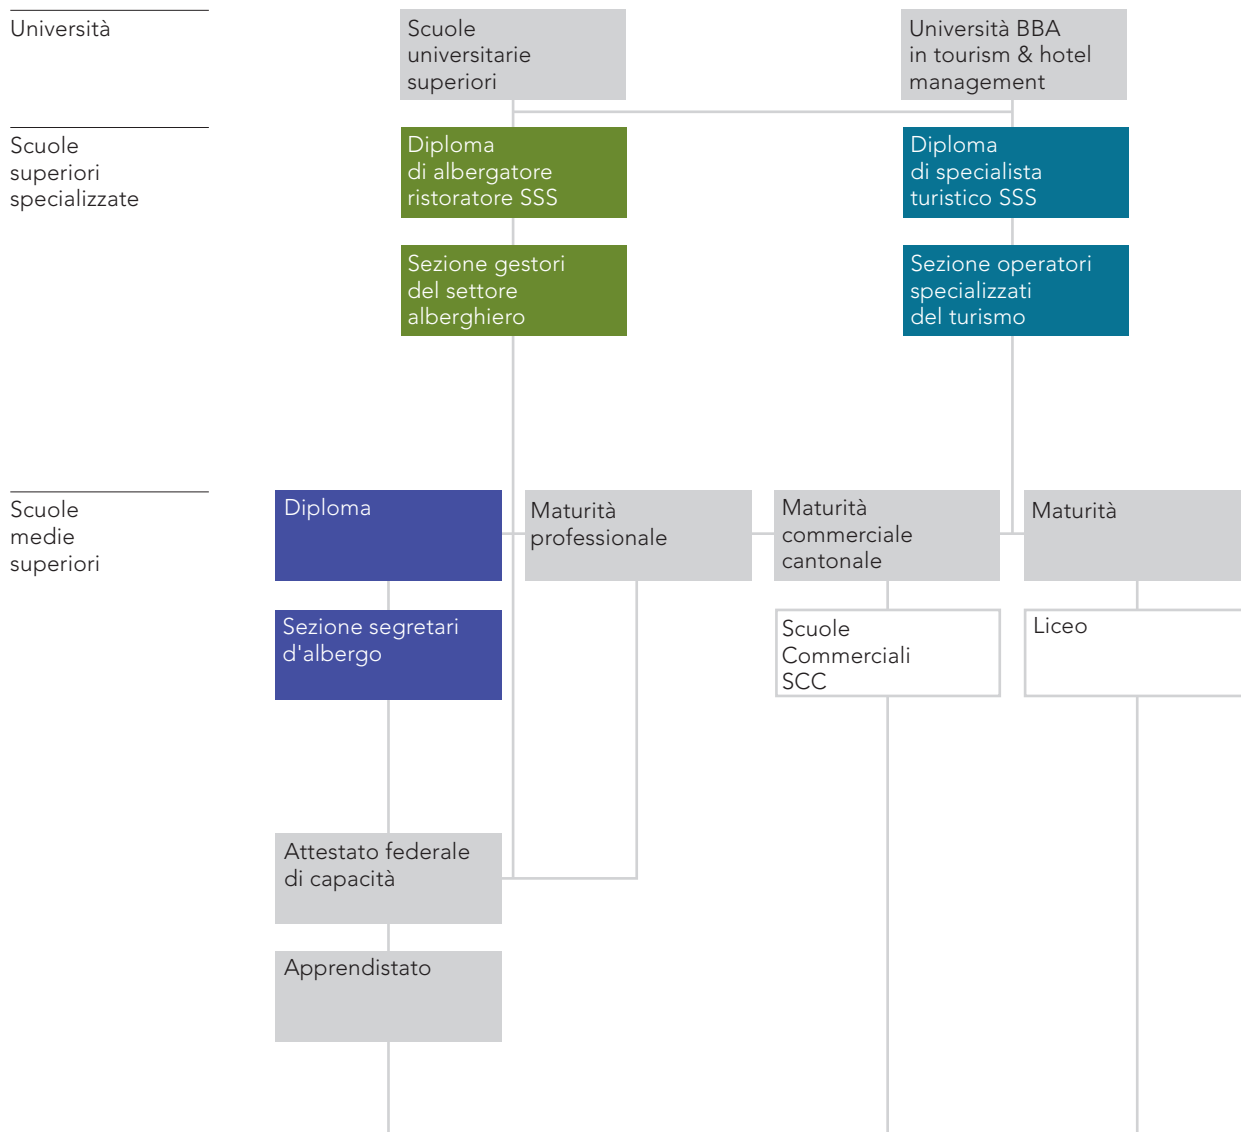 Università
Scuole
universitarie
superiori
Università BBA
in tourism & hotel
management
Scuole
superiori
specializzate
Diploma
di albergatore
ristoratore SSS
Diploma
di specialista
turistico SSS
Sezione gestori
del settore
alberghiero
Sezione operatori
specializzati
del turismo
Scuole
medie
superiori
Diploma
Maturità
professionale
Maturità
commerciale
cantonale
Maturità
Sezione segretari
d'albergo
Scuole
Commerciali
SCC
Liceo
Attestato federale
di capacità
Apprendistato